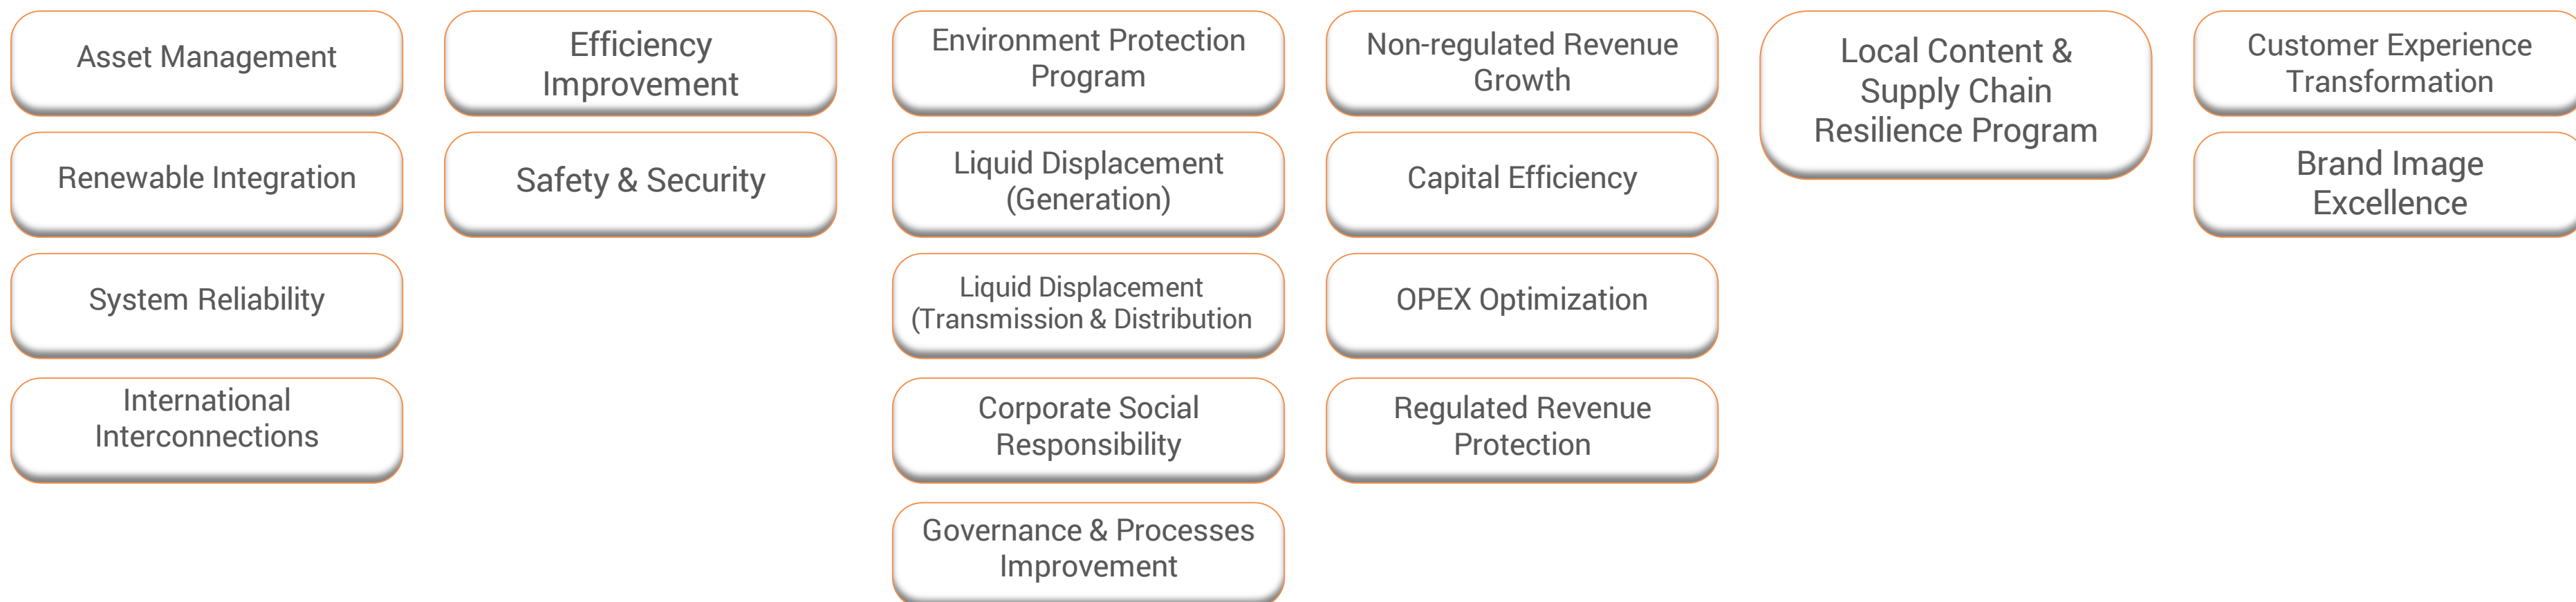 Asset Management
Renewable Integration
System Reliability
International
Interconnections
Efficiency
Improvement
Safety & Security
Environment Protection
Program
Liquid Displacement
(Generation)
Liquid Displacement
(Transmission & Distribution
Corporate Social
Responsibility
Governance & Processes
Improvement
Non-regulated Revenue
Growth
Capital Efficiency
OPEX Optimization
Regulated Revenue
Protection
Local Content &
Supply Chain
Resilience Program
Customer Experience
Transformation
Brand Image
Excellence